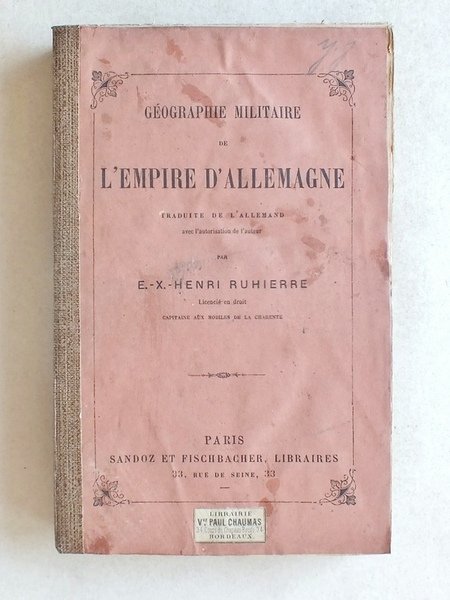 GÉOGRAPHIE MILITAIRE
DE
L'EMPIRE D'ALLEMAGNE
TRADUITE DE L'ALLEMAND
avec l'autorisation de l'auteur
PAR
E.-X.-HENRI RUHIERRE
Licencié en droit
CAPITAINE AUX MOBILES DE LA CHARENTE
PARIS
SANDOZ ET FISCHBACHER, LIBRAIRES
33, RUE DE SEINE, 33
LIBRAIRIE
Vve PAUL CHAUMAS
BORDEAUX